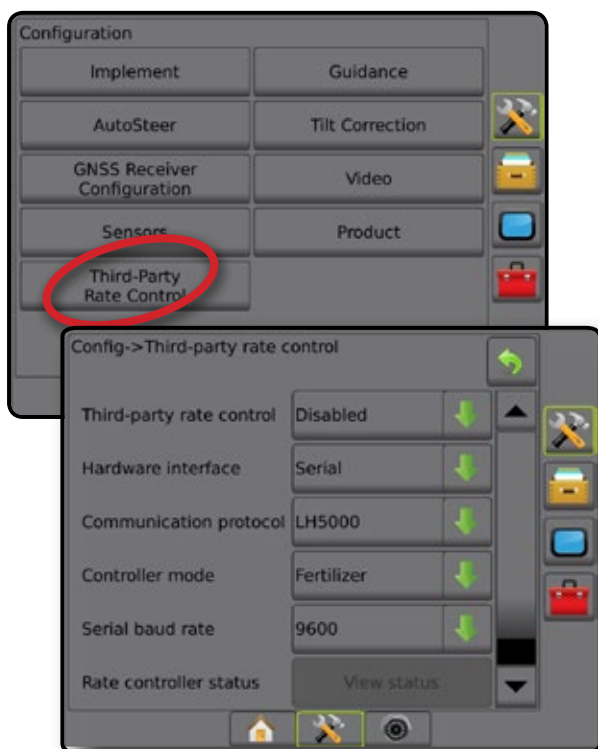 Configuration
Implement
Guidance
AutoSteer
Tilt Correction
GNSS Receiver
Configuration
Video
Sensors
Product
Third-Party
Rate Control
Config->Third-party rate control
Third-party rate control
Disabled
Hardware interface
Serial
Communication protocol
LH5000
Controller mode
Fertilizer
Serial baud rate
9600
Rate controller status
View status